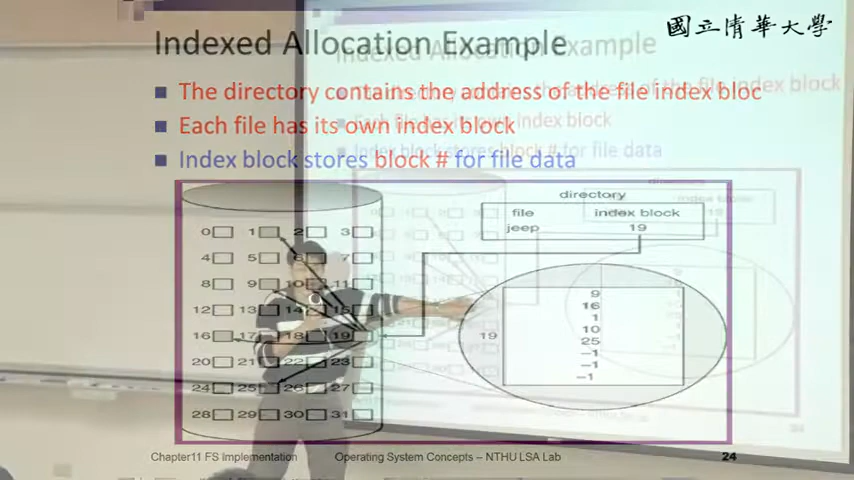 國立清華大學
Indexed Allocation Example
The directory contains the address of the file index bloc
Each file has its own index block
Index block stores block # for file data
directory
file index block
jeep 19
0 1 2 3
4 5 6 7
8 9 10 11
12 13 14 15
16 17 18 19
20 21 22 23
24 25 26 27
28 29 30 31
19
9
16
1
10
25
-1
-1
-1
Chapter11 FS Implementation Operating System Concepts – NTHU LSA Lab 24